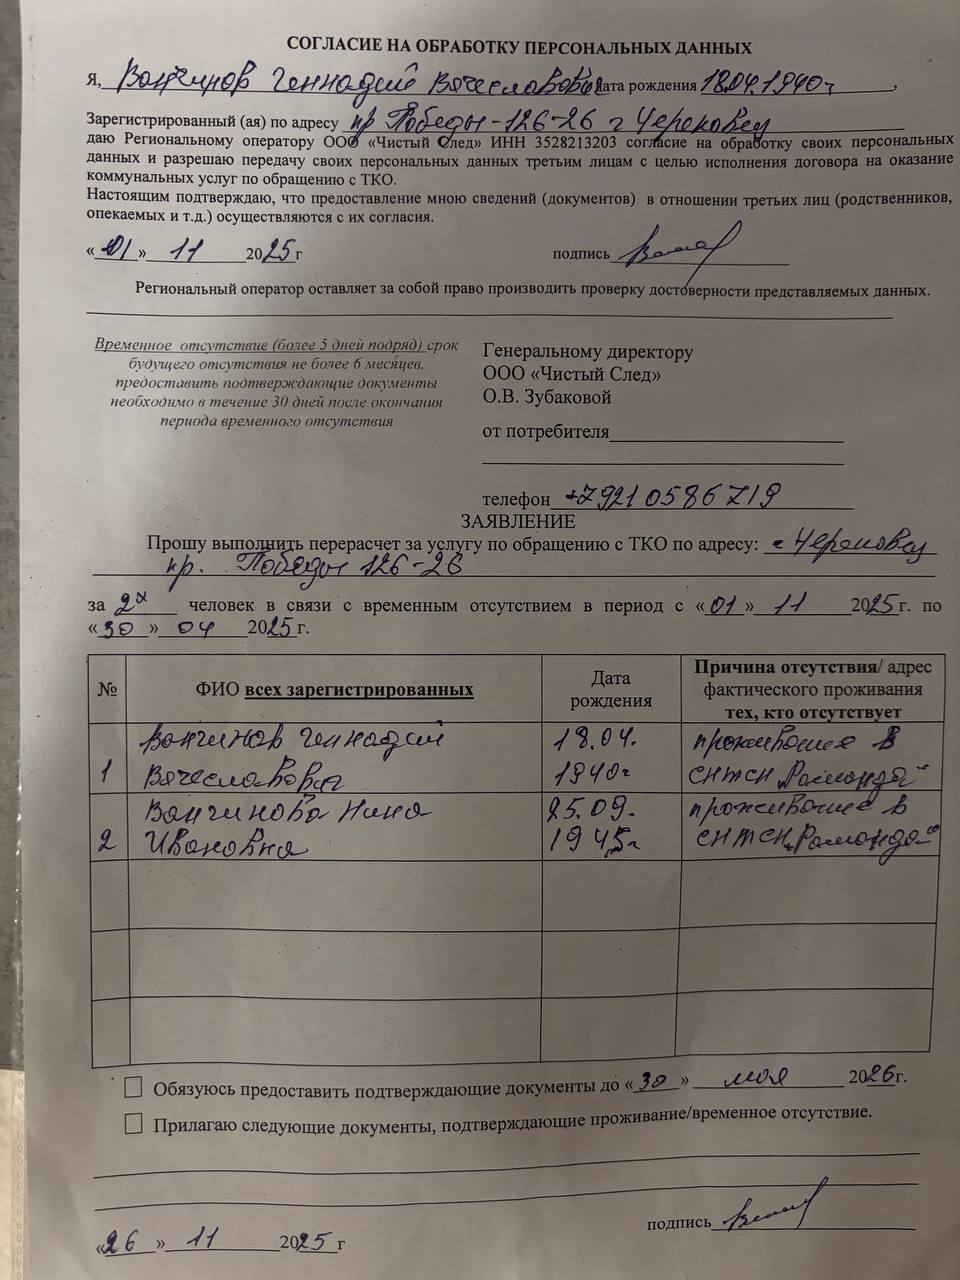 СОГЛАСИЕ НА ОБРАБОТКУ ПЕРСОНАЛЬНЫХ ДАННЫХ
Я, Вончинов Геннадий Вячеславович дата рождения 18.04.1940г,
Зарегистрированный (ая) по адресу пр Победы-126-26 г Череповец
даю Региональному оператору ООО «Чистый След» ИНН 3528213203 согласие на обработку своих персональных
данных и разрешаю передачу своих персональных данных третьим лицам с целью исполнения договора на оказание
коммунальных услуг по обращению с ТКО.
Настоящим подтверждаю, что предоставление мною сведений (документов) в отношении третьих лиц (родственников,
опекаемых и т.д.) осуществляются с их согласия.
«01» 11 2025г подпись
Региональный оператор оставляет за собой право производить проверку достоверности представляемых данных.
Временное отсутствие (более 5 дней подряд) срок
будущего отсутствия не более 6 месяцев,
предоставить подтверждающие документы
необходимо в течение 30 дней после окончания
периода временного отсутствия
Генеральному директору
ООО «Чистый След»
О.В. Зубаковой
от потребителя
телефон +79210586719
ЗАЯВЛЕНИЕ
Прошу выполнить перерасчет за услугу по обращению с ТКО по адресу: г Череповец
пр. Победы 126-26
за 2х человек в связи с временным отсутствием в период с «01» 11 2025г. по
«30» 04 2025г.
№ ФИО всех зарегистрированных Дата рождения Причина отсутствия/ адрес фактического проживания тех, кто отсутствует
Вончинов Геннадий 18.04. проживание в
1 Вячеславович 1940г СНТСН „Ромонда"
Вончинова Нина 25.09. проживание в
2 Ивановна 1945г СНТСН „Ромонда"
Обязуюсь предоставить подтверждающие документы до «30» мая 2026г.
Прилагаю следующие документы, подтверждающие проживание/временное отсутствие.
подпись
«26» 11 2025г